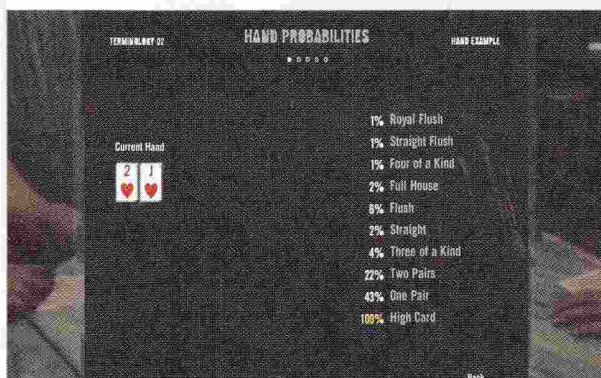 TERMINOLOGY 02
HAND PROBABILITIES
HAND EXAMPLE
1% Royal Flush
1% Straight Flush
Current Hand
1% Four of a Kind
2 J
2% Full House
6% Flush
2% Straight
4% Three of a Kind
22% Two Pairs
43% One Pair
100% High Card
Back